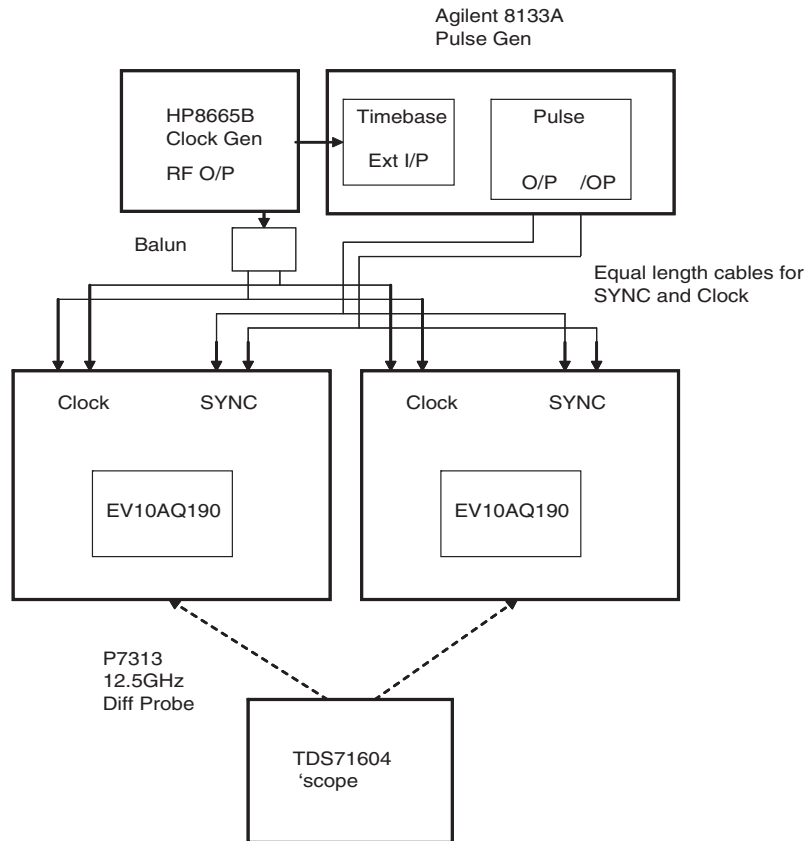 Agilent 8133A
Pulse Gen
HP8665B
Clock Gen
RF O/P
Timebase
Ext I/P
Pulse
O/P /OP
Balun
Equal length cables for
SYNC and Clock
Clock SYNC
EV10AQ190
Clock SYNC
EV10AQ190
P7313
12.5GHz
Diff Probe
TDS71604
‘scope